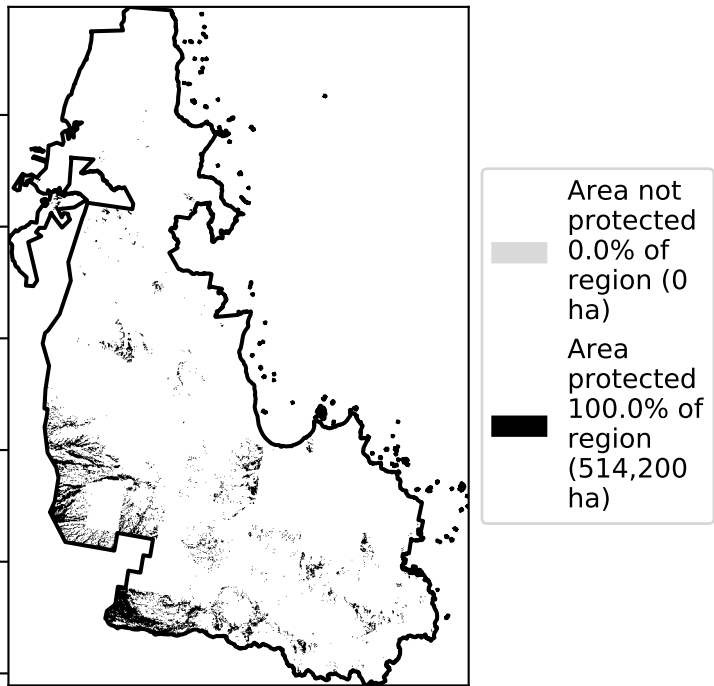 Area not
protected
0.0% of
region (0
ha)
Area
protected
100.0% of
region
(514,200
ha)